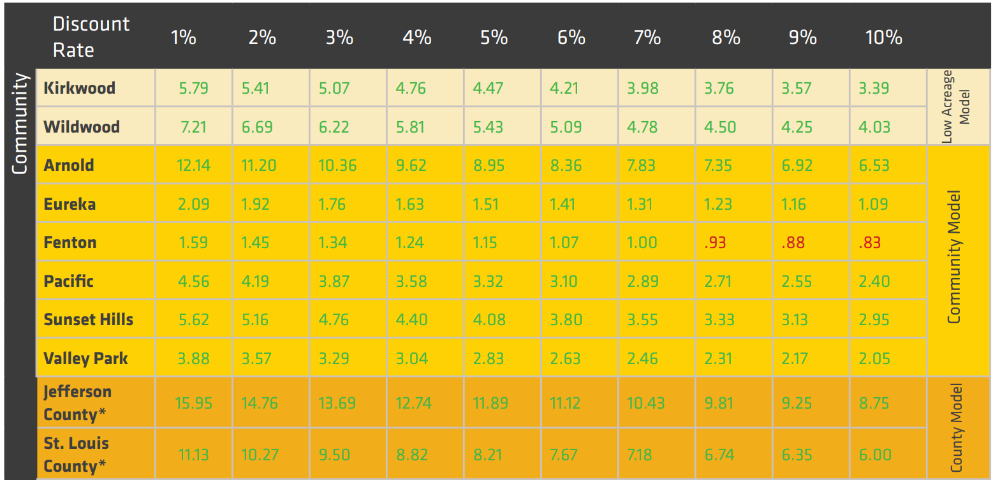 Discount Rate 1% 2% 3% 4% 5% 6% 7% 8% 9% 10%
Community
Kirkwood 5.79 5.41 5.07 4.76 4.47 4.21 3.98 3.76 3.57 3.39
Low Acreage
Model
Wildwood 7.21 6.69 6.22 5.81 5.43 5.09 4.78 4.50 4.25 4.03
Arnold 12.14 11.20 10.36 9.62 8.95 8.36 7.83 7.35 6.92 6.53
Community Model
Eureka 2.09 1.92 1.76 1.63 1.51 1.41 1.31 1.23 1.16 1.09
Fenton 1.59 1.45 1.34 1.24 1.15 1.07 1.00 .93 .88 .83
Pacific 4.56 4.19 3.87 3.58 3.32 3.10 2.89 2.71 2.55 2.40
Sunset Hills 5.62 5.16 4.76 4.40 4.08 3.80 3.55 3.33 3.13 2.95
Valley Park 3.88 3.57 3.29 3.04 2.83 2.63 2.46 2.31 2.17 2.05
Jefferson
County* 15.95 14.76 13.69 12.74 11.89 11.12 10.43 9.81 9.25 8.75
County Model
St. Louis
County* 11.13 10.27 9.50 8.82 8.21 7.67 7.18 6.74 6.35 6.00